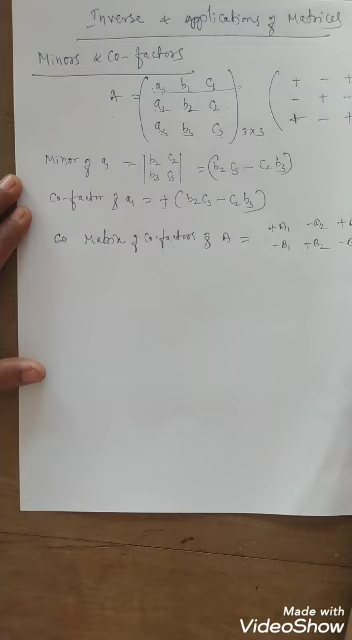 Inverse & applications of Matrices
Minors & Co-factors
A = ( a₁ b₁ c₁ + - +
a₂ b₂ c₂ - + -
a₃ b₃ c₃ ) 3×3 + - +
Minor of a₁ = | b₂ c₂ b₃ c₃ | = (b₂c₃ - c₂b₃)
Co-factor of a₁ = + (b₂c₃ - c₂b₃)
Matrix of Co-factors of A = +A₁ -A₂
-B₁ +B₂
Made with
VideoShow